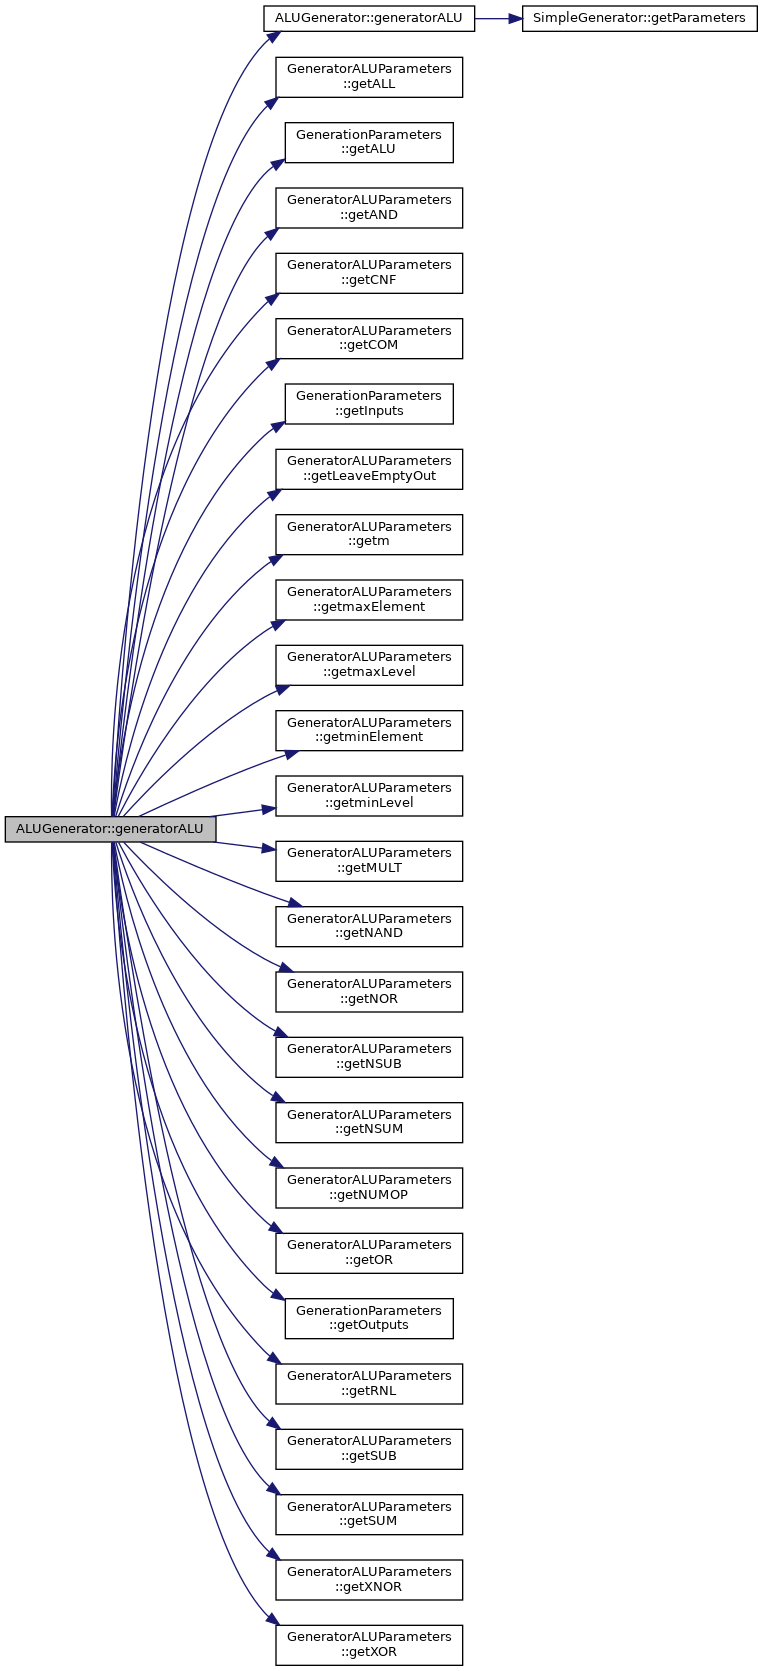 ALUGenerator::generatorALU
SimpleGenerator::getParameters
GeneratorALUParameters
::getALL
GenerationParameters
::getALU
GeneratorALUParameters
::getAND
GeneratorALUParameters
::getCNF
GeneratorALUParameters
::getCOM
GenerationParameters
::getInputs
GeneratorALUParameters
::getLeaveEmptyOut
GeneratorALUParameters
::getm
GeneratorALUParameters
::getmaxElement
GeneratorALUParameters
::getmaxLevel
GeneratorALUParameters
::getminElement
GeneratorALUParameters
::getminLevel
ALUGenerator::generatorALU
GeneratorALUParameters
::getMULT
GeneratorALUParameters
::getNAND
GeneratorALUParameters
::getNOR
GeneratorALUParameters
::getNSUB
GeneratorALUParameters
::getNSUM
GeneratorALUParameters
::getNUMOP
GeneratorALUParameters
::getOR
GenerationParameters
::getOutputs
GeneratorALUParameters
::getRNL
GeneratorALUParameters
::getSUB
GeneratorALUParameters
::getSUM
GeneratorALUParameters
::getXNOR
GeneratorALUParameters
::getXOR